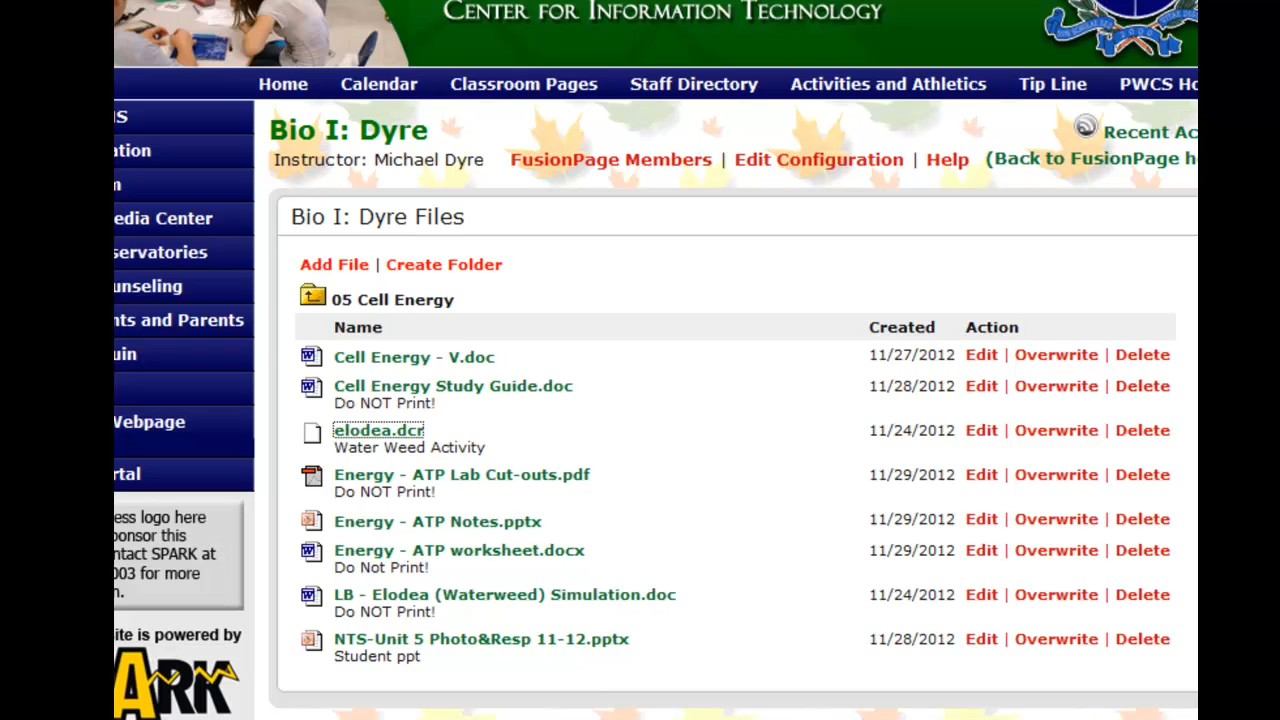 CENTER FOR INFORMATION TECHNOLOGY
2000
Home Calendar Classroom Pages Staff Directory Activities and Athletics Tip Line PWCS Ho
Bio I: Dyre
Recent Ac
Instructor: Michael Dyre FusionPage Members | Edit Configuration | Help (Back to FusionPage h
edia Center
servatories
unseling
nts and Parents
uin
Webpage
rtal
ess logo here
ponsor this
ntact SPARK at
003 for more
n.
ite is powered by
ARK
Bio I: Dyre Files
Add File | Create Folder
05 Cell Energy
Name Created Action
Cell Energy - V.doc 11/27/2012 Edit | Overwrite | Delete
Cell Energy Study Guide.doc 11/28/2012 Edit | Overwrite | Delete
Do NOT Print!
elodea.dcr 11/24/2012 Edit | Overwrite | Delete
Water Weed Activity
Energy - ATP Lab Cut-outs.pdf 11/29/2012 Edit | Overwrite | Delete
Do NOT Print!
Energy - ATP Notes.pptx 11/29/2012 Edit | Overwrite | Delete
Energy - ATP worksheet.docx 11/29/2012 Edit | Overwrite | Delete
Do Not Print!
LB - Elodea (Waterweed) Simulation.doc 11/24/2012 Edit | Overwrite | Delete
Do NOT Print!
NTS-Unit 5 Photo&Resp 11-12.pptx 11/28/2012 Edit | Overwrite | Delete
Student ppt